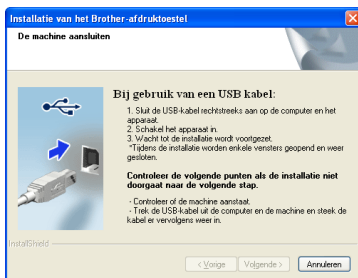 Installatie van het Brother-afdruktoestel
De machine aansluiten
Bij gebruik van een USB kabel:
1. Sluit de USB-kabel rechtstreeks aan op de computer en het
apparaat.
2. Schakel het apparaat in.
3. Wacht tot de installatie wordt voortgezet.
*Tijdens de installatie worden enkele vensters geopend en weer
gesloten.
Controleer de volgende punten als de installatie niet
doorgaat naar de volgende stap.
- Controleer of de machine aanstaat.
- Trek de USB-kabel uit de computer en de machine en steek de
kabel er vervolgens weer in.
InstallShield
< Vorige
Volgende >
Annuleren